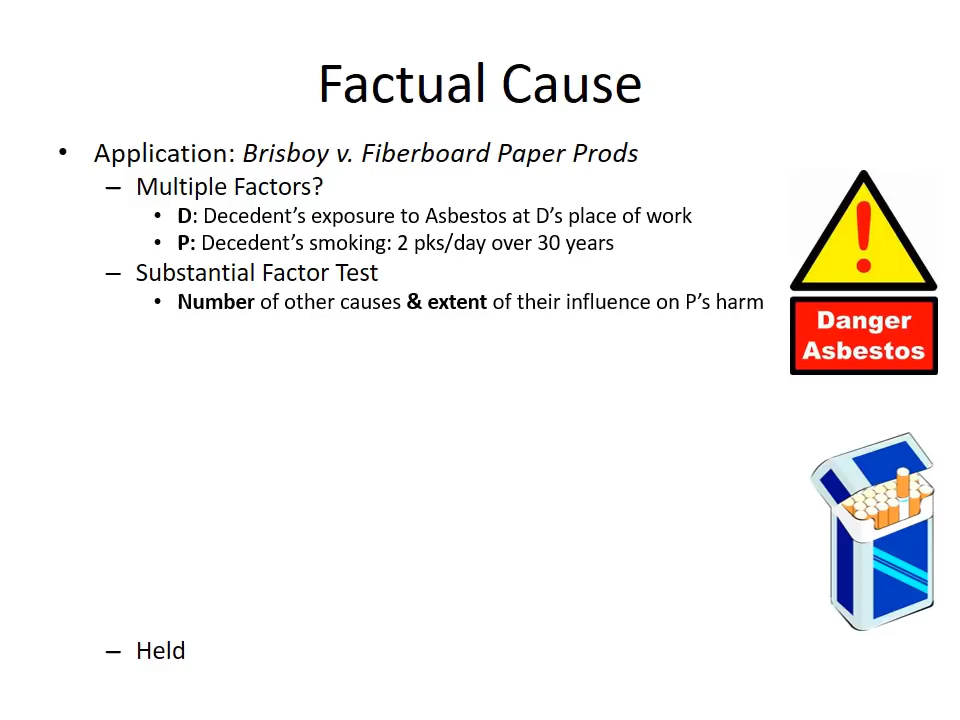 Factual Cause
• Application: Brisboy v. Fiberboard Paper Prods
– Multiple Factors?
• D: Decedent’s exposure to Asbestos at D’s place of work
• P: Decedent’s smoking: 2 pks/day over 30 years
– Substantial Factor Test
• Number of other causes & extent of their influence on P’s harm
Danger
Asbestos
– Held